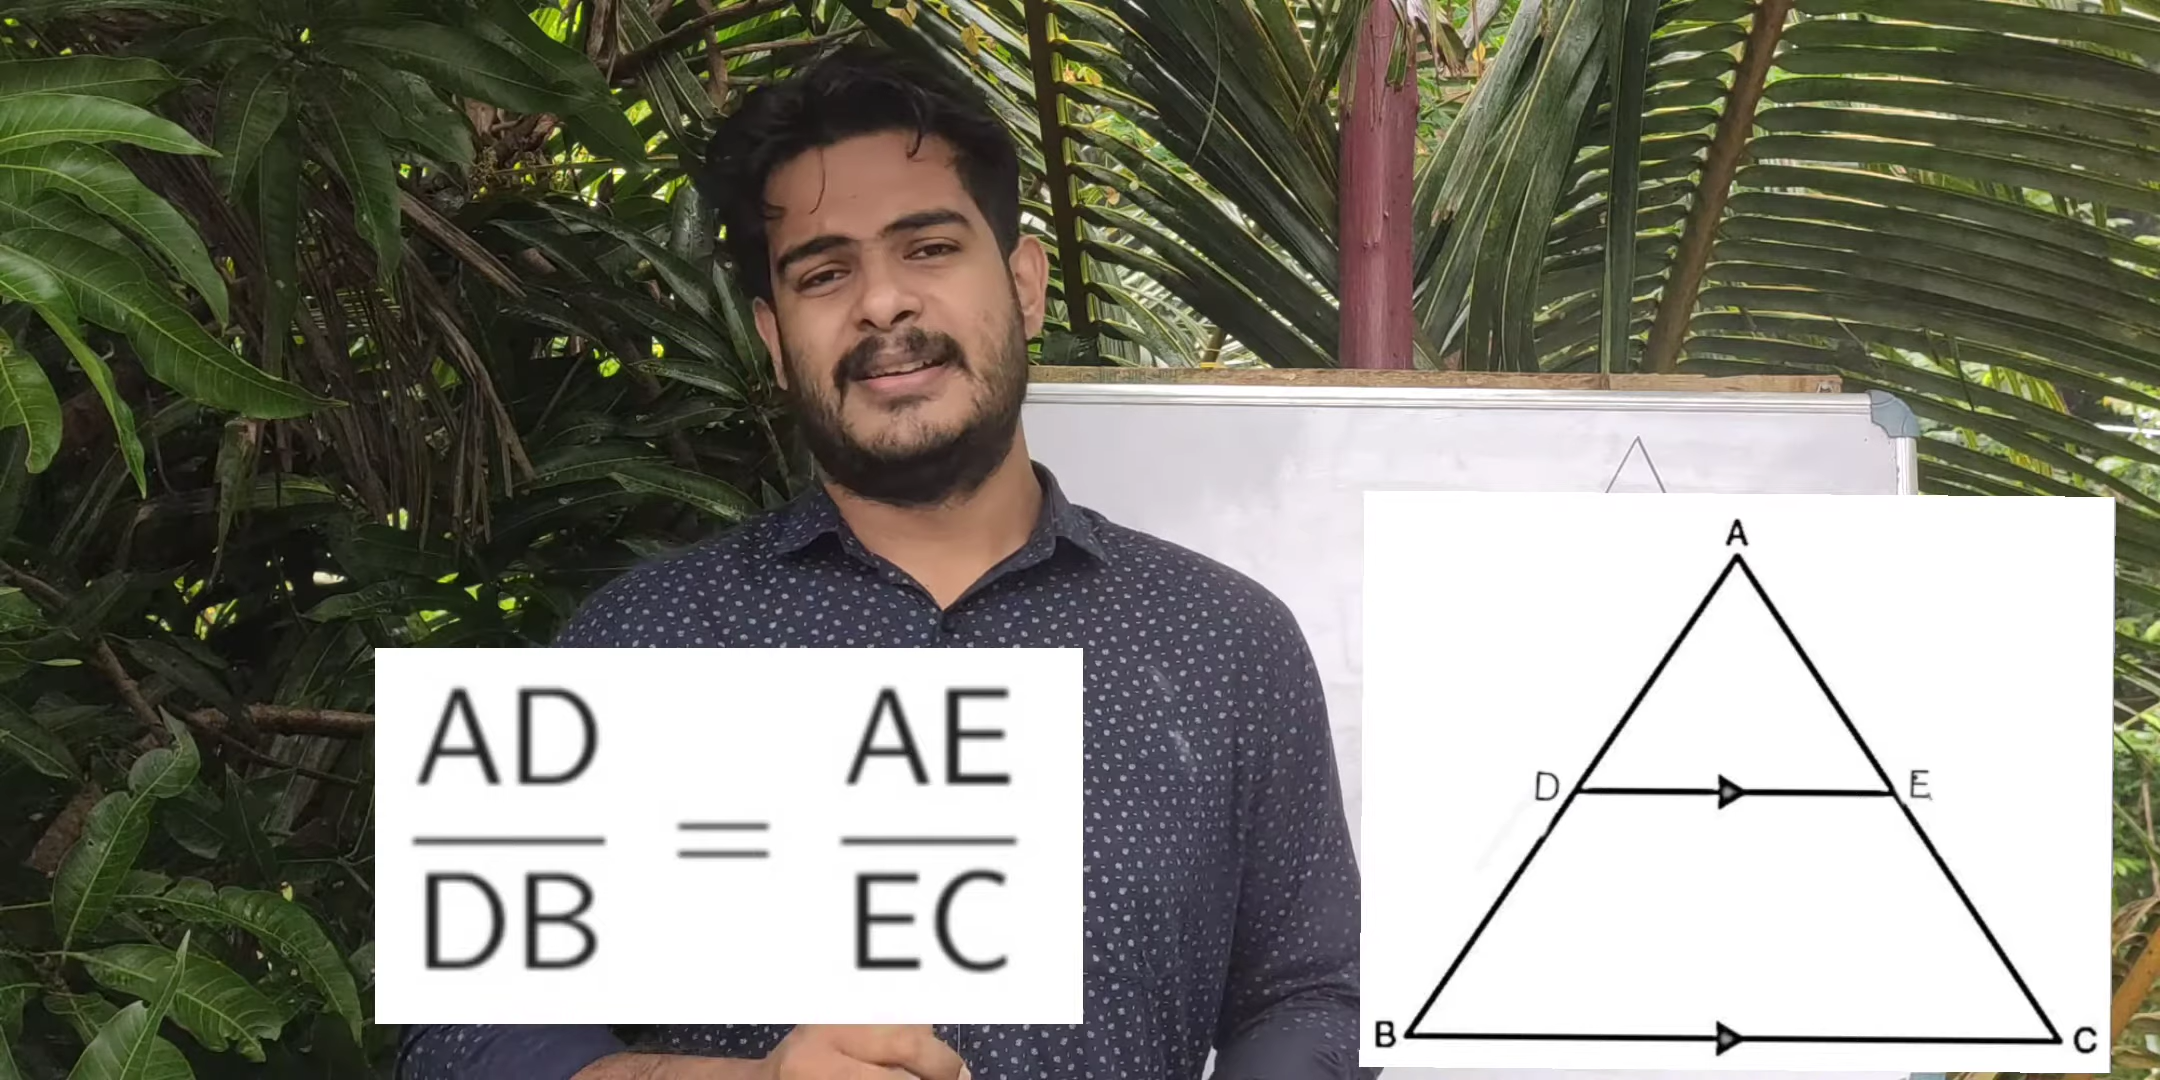 AD = AE
DB EC
A
D E
B C